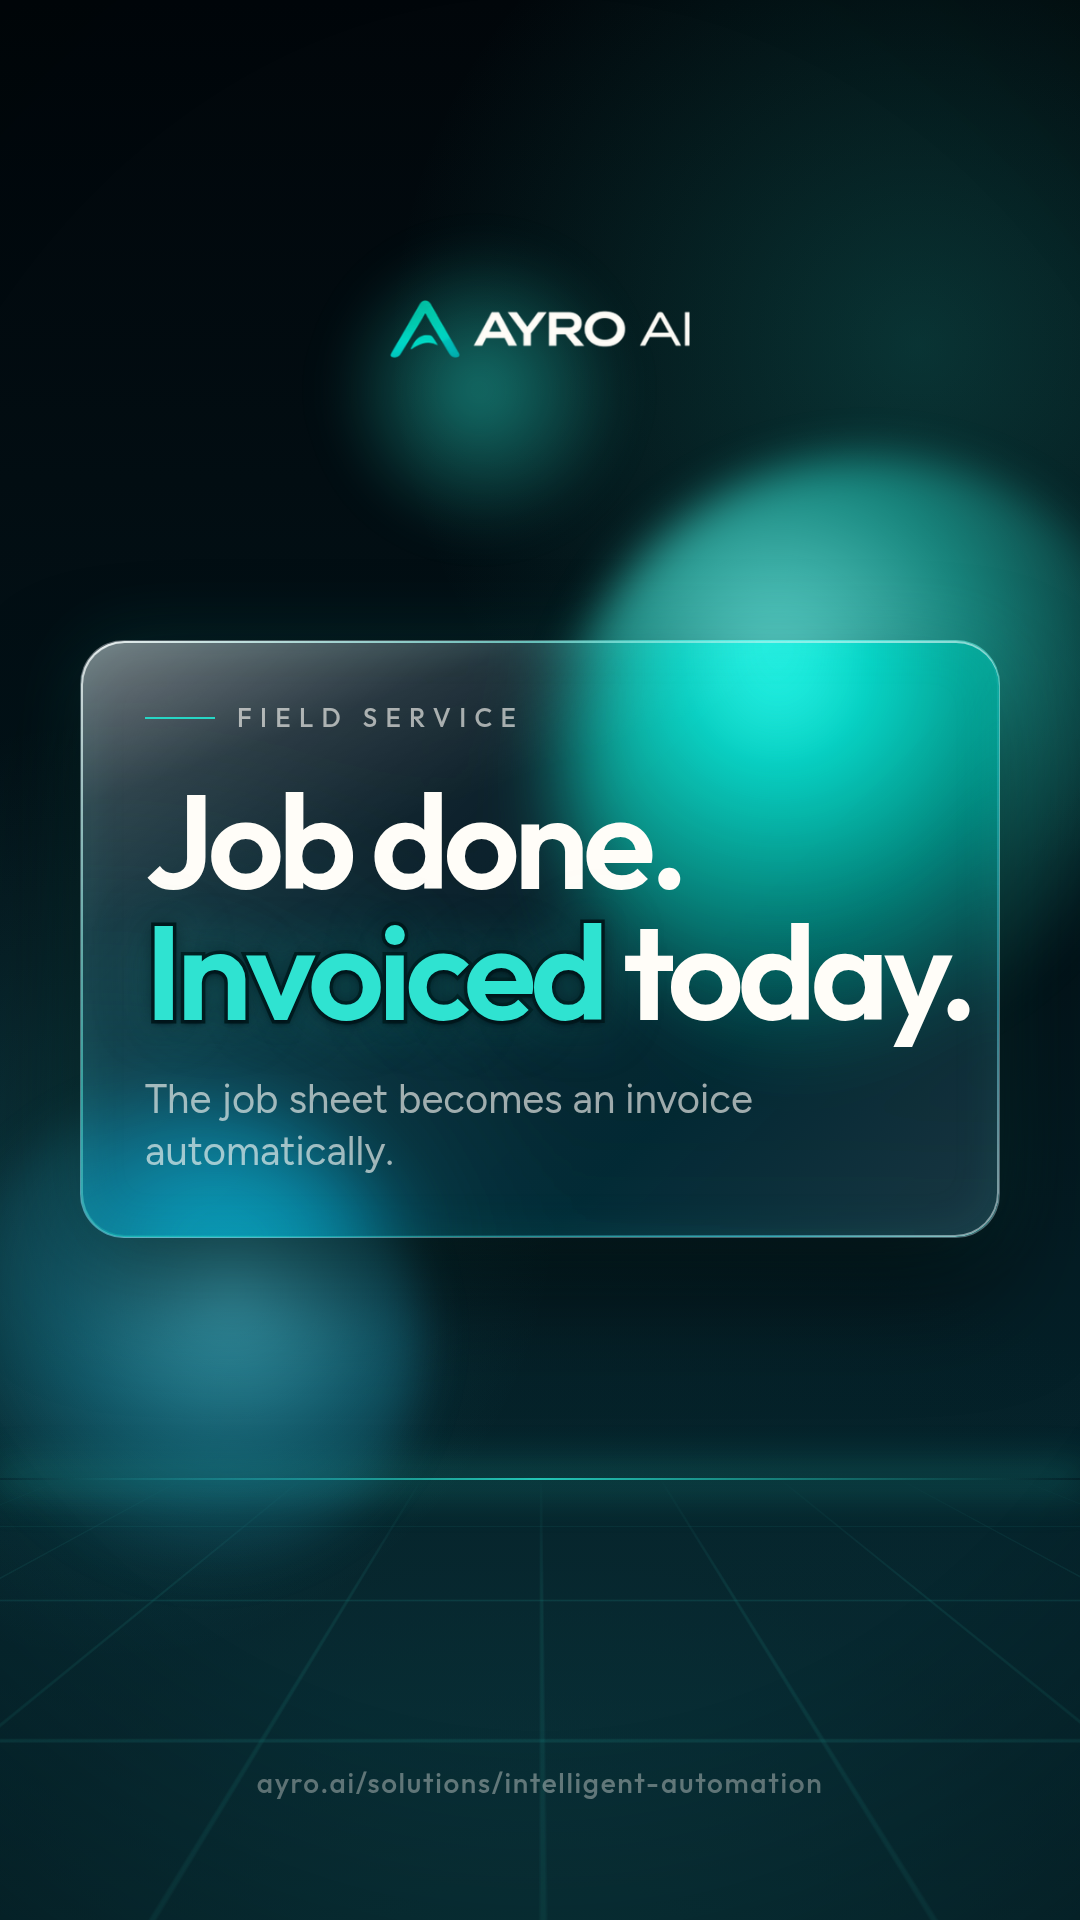 AYRO AI
FIELD SERVICE
Job done.
Invoiced today.
The job sheet becomes an invoice
automatically.
ayro.ai/solutions/intelligent-automation